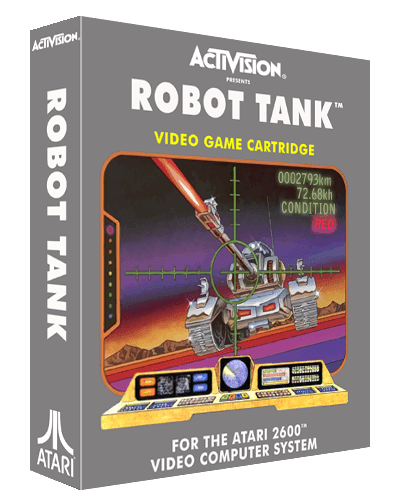 ACTIVISION®
ROBOT TANK
ATARI
ACTIVISION®
PRESENTS
ROBOT TANK™
VIDEO GAME CARTRIDGE
0002793km
72.68kh
CONDITION
RED
FOR THE ATARI 2600™
VIDEO COMPUTER SYSTEM